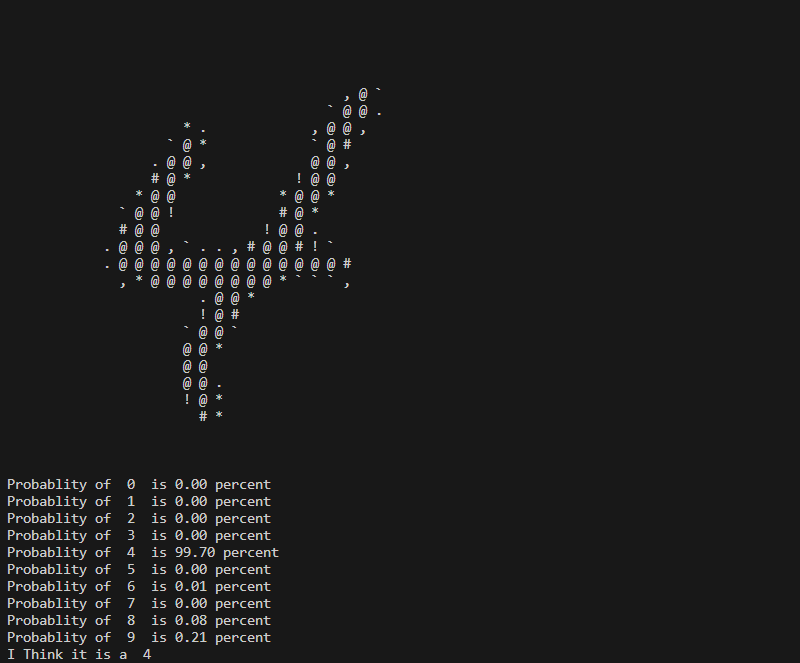 , @ `
` @ @ .
* . , @ @ ,
` @ * ` @ #
. @ @ , @ @ ,
# @ * ! @ @
* @ @ * @ @ *
` @ @ ! # @ *
# @ @ ! @ @ .
. @ @ @ , ` . . , # @ @ # ! `
. @ @ @ @ @ @ @ @ @ @ @ @ @ @ #
, * @ @ @ @ @ @ @ @ * ` ` ` ,
. @ @ *
! @ #
` @ @ `
@ @ *
@ @
@ @ .
! @ *
# *
Probablity of  0  is 0.00 percent
Probablity of  1  is 0.00 percent
Probablity of  2  is 0.00 percent
Probablity of  3  is 0.00 percent
Probablity of  4  is 99.70 percent
Probablity of  5  is 0.00 percent
Probablity of  6  is 0.01 percent
Probablity of  7  is 0.00 percent
Probablity of  8  is 0.08 percent
Probablity of  9  is 0.21 percent
I Think it is a  4